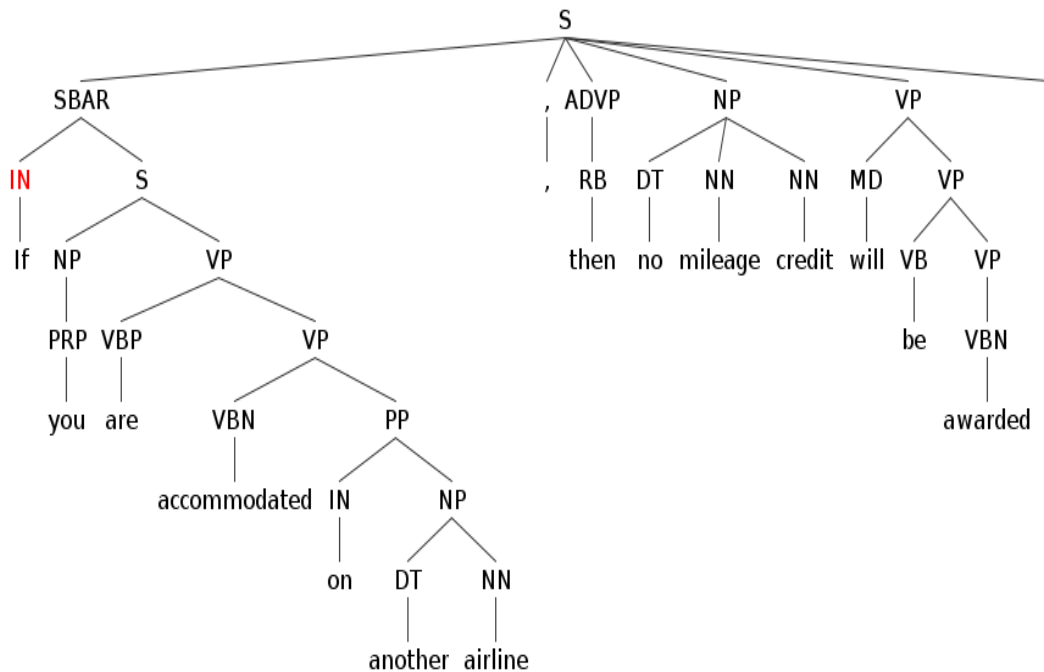 S
SBAR , ADVP NP VP
IN S , RB DT NN NN MD VP
If NP VP then no mileage credit will VB VP
PRP VBP VP be VBN
you are VBN PP awarded
accommodated IN NP
on DT NN
another airline